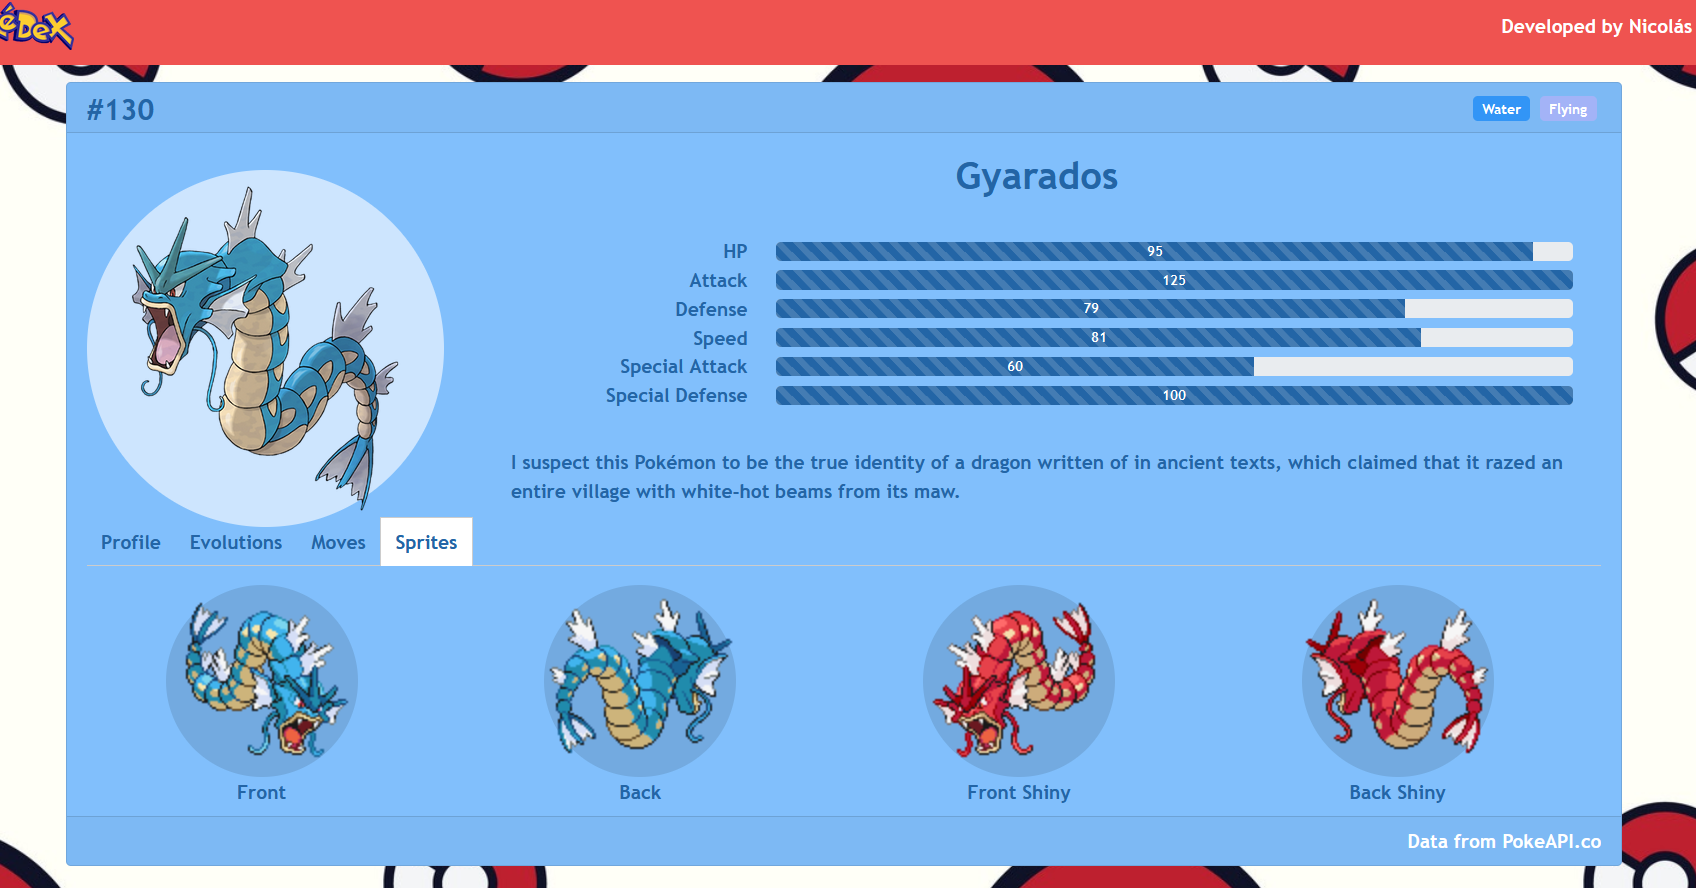 éDeX
Developed by Nicolás
#130
Water
Flying
Gyarados
HP
95
Attack
125
Defense
79
Speed
81
Special Attack
60
Special Defense
100
I suspect this Pokémon to be the true identity of a dragon written of in ancient texts, which claimed that it razed an
entire village with white-hot beams from its maw.
Profile
Evolutions
Moves
Sprites
Front
Back
Front Shiny
Back Shiny
Data from PokeAPI.co